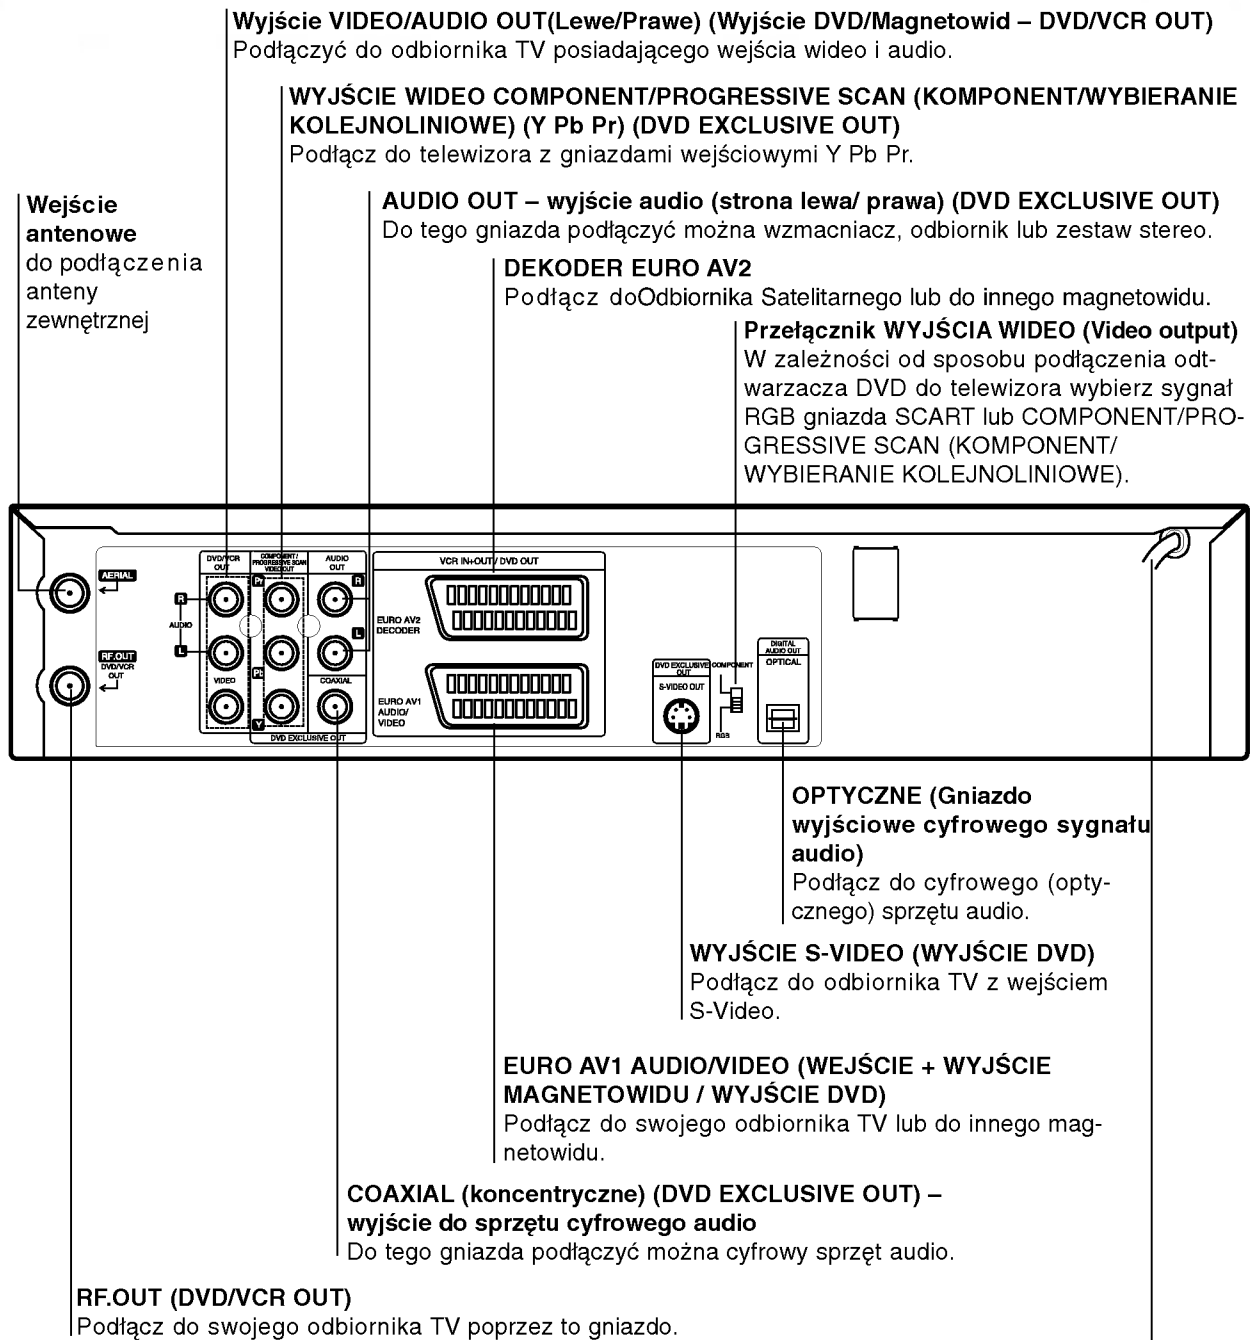 Wyjście VIDEO/AUDIO OUT(Lewe/Prawe) (Wyjście DVD/Magnetowid – DVD/VCR OUT)
Podłączyć do odbiornika TV posiadającego wejścia wideo i audio.
WYJŚCIE WIDEO COMPONENT/PROGRESSIVE SCAN (KOMPONENT/WYBIERANIE
KOLEJNOLINIOWE) (Y Pb Pr) (DVD EXCLUSIVE OUT)
Podłącz do telewizora z gniazdami wejściowymi Y Pb Pr.
Wejście
antenowe
do podłączenia
anteny
zewnętrznej
AUDIO OUT – wyjście audio (strona lewa/ prawa) (DVD EXCLUSIVE OUT)
Do tego gniazda podłączyć można wzmacniacz, odbiornik lub zestaw stereo.
DEKODER EURO AV2
Podłącz doOdbiornika Satelitarnego lub do innego magnetowidu.
Przełącznik WYJŚCIA WIDEO (Video output)
W zależności od sposobu podłączenia odt-
warzacza DVD do telewizora wybierz sygnał
RGB gniazda SCART lub COMPONENT/PRO-
GRESSIVE SCAN (KOMPONENT/
WYBIERANIE KOLEJNOLINIOWE).
AERIAL
RF.OUT
DVD/VCR
OUT
DVD/VCR
OUT
R
AUDIO
L
VIDEO
COMPONENT /
PROGRESSIVE SCAN
VIDEO OUT
Pr
Pb
Y
AUDIO
OUT
R
L
COAXIAL
DVD EXCLUSIVE OUT
VCR IN+OUT/ DVD OUT
EURO AV2
DECODER
EURO AV1
AUDIO/
VIDEO
DVD EXCLUSIVE
OUT
S-VIDEO OUT
COMPONENT
RGB
DIGITAL
AUDIO OUT
OPTICAL
OPTYCZNE (Gniazdo
wyjściowe cyfrowego sygnału
audio)
Podłącz do cyfrowego (opty-
cznego) sprzętu audio.
WYJŚCIE S-VIDEO (WYJŚCIE DVD)
Podłącz do odbiornika TV z wejściem
S-Video.
EURO AV1 AUDIO/VIDEO (WEJŚCIE + WYJŚCIE
MAGNETOWIDU / WYJŚCIE DVD)
Podłącz do swojego odbiornika TV lub do innego mag-
netowidu.
COAXIAL (koncentryczne) (DVD EXCLUSIVE OUT) –
wyjście do sprzętu cyfrowego audio
Do tego gniazda podłączyć można cyfrowy sprzęt audio.
RF.OUT (DVD/VCR OUT)
Podłącz do swojego odbiornika TV poprzez to gniazdo.